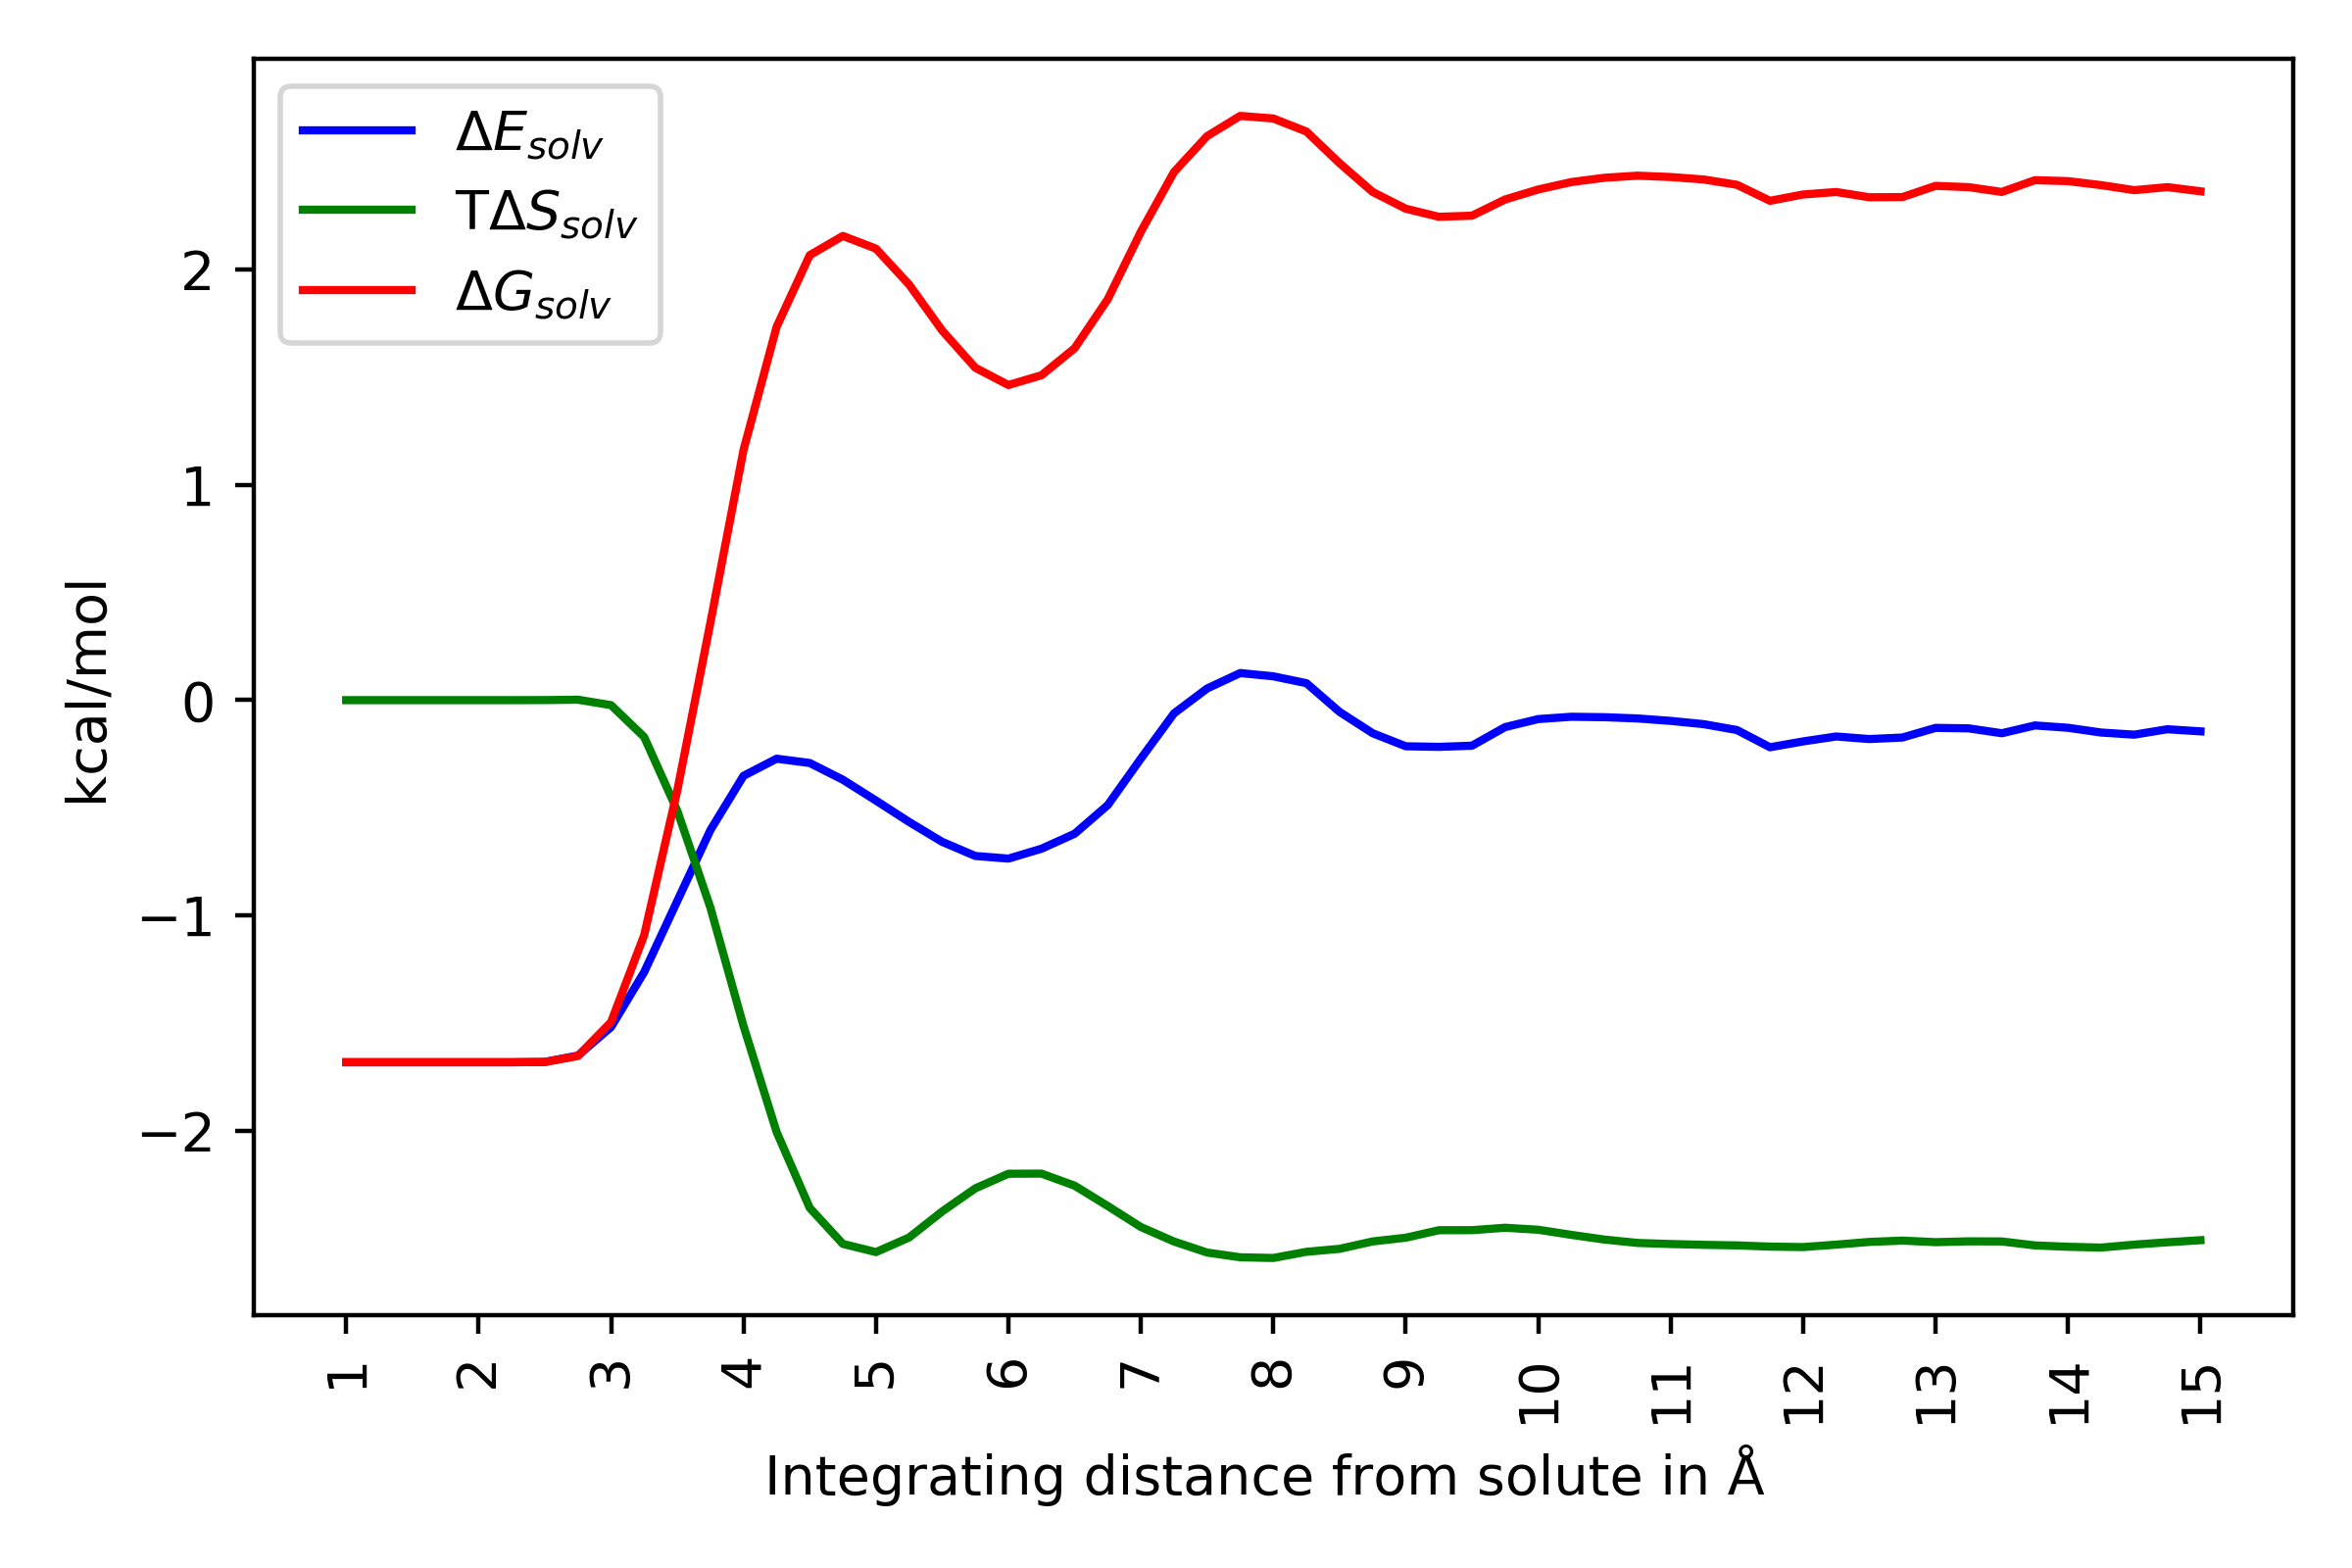 ΔE_solv
TΔS_solv
ΔG_solv
kcal/mol
2
1
0
−1
−2
1 2 3 4 5 6 7 8 9 10 11 12 13 14 15
Integrating distance from solute in Å